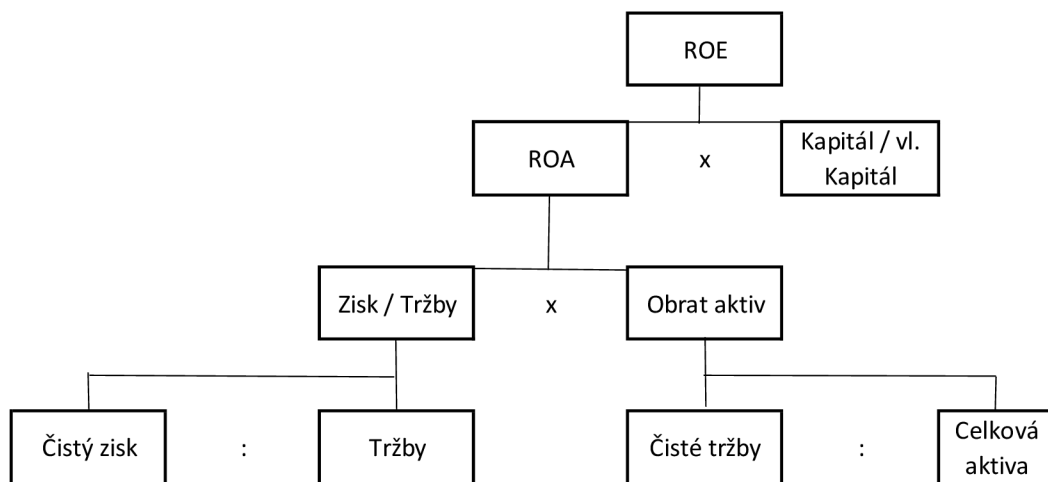 ROE
ROA
x
Kapitál / vl.
Kapitál
Zisk / Tržby
x
Obrat aktiv
Čistý zisk
:
Tržby
Čisté tržby
:
Celková
aktiva